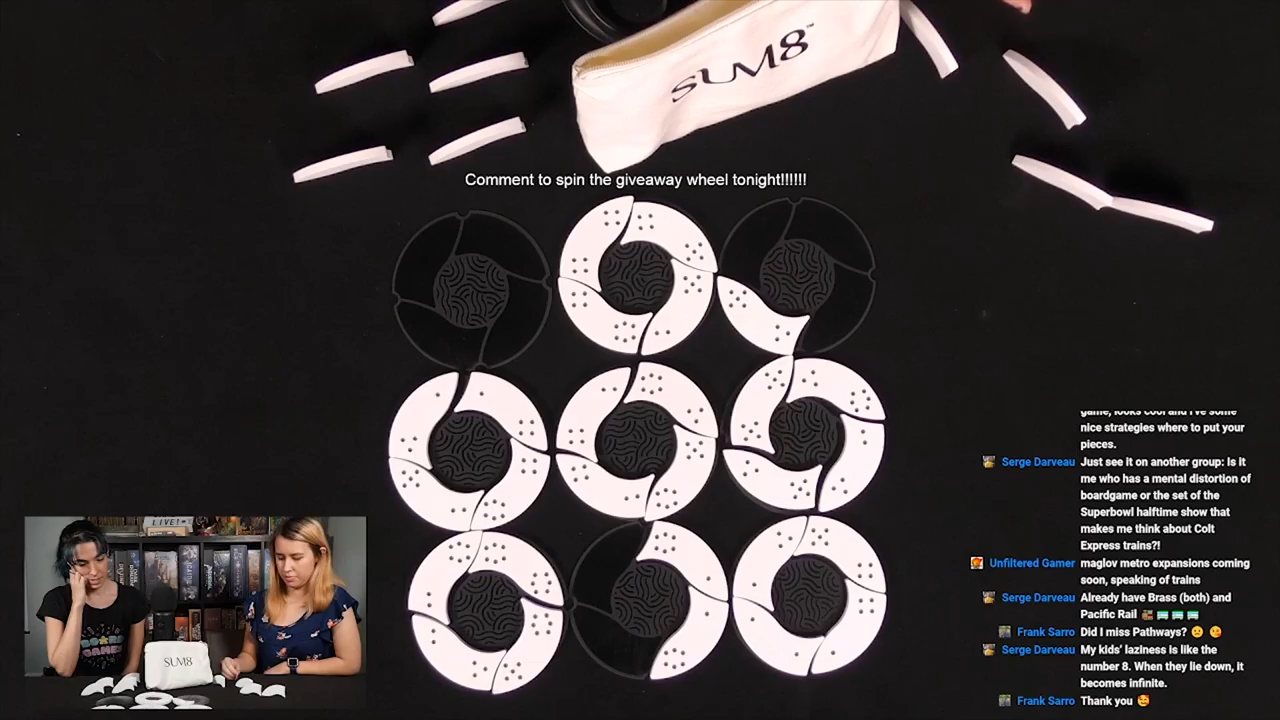 SUM8™
Comment to spin the giveaway wheel tonight!!!!!!
game, looks cool and I've some
nice strategies where to put your
pieces.
Serge Darveau Just see it on another group: Is it
me who has a mental distortion of
boardgame or the set of the
Superbowl halftime show that
makes me think about Colt
Express trains?!
Unfiltered Gamer maglov metro expansions coming
soon, speaking of trains
Serge Darveau Already have Brass (both) and
Pacific Rail 🚂 🚃 🚃 🚃
Frank Sarro Did I miss Pathways? 🙁 😘
Serge Darveau My kids' laziness is like the
number 8. When they lie down, it
becomes infinite.
Frank Sarro Thank you 🥰
LIVE!
BOARD
GAMES
SUM8